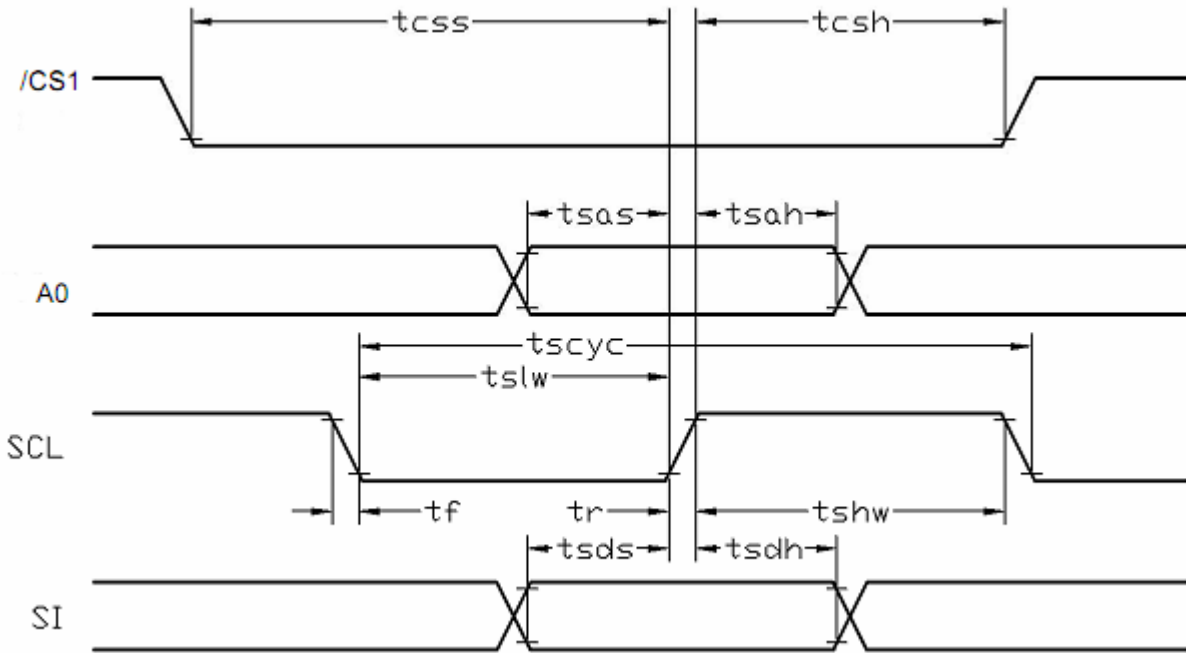 tcss tcsh
/CS1
tsas tsah
A0
tscyc
tslw
SCL
tf tr tshw
tsds tsdh
SI